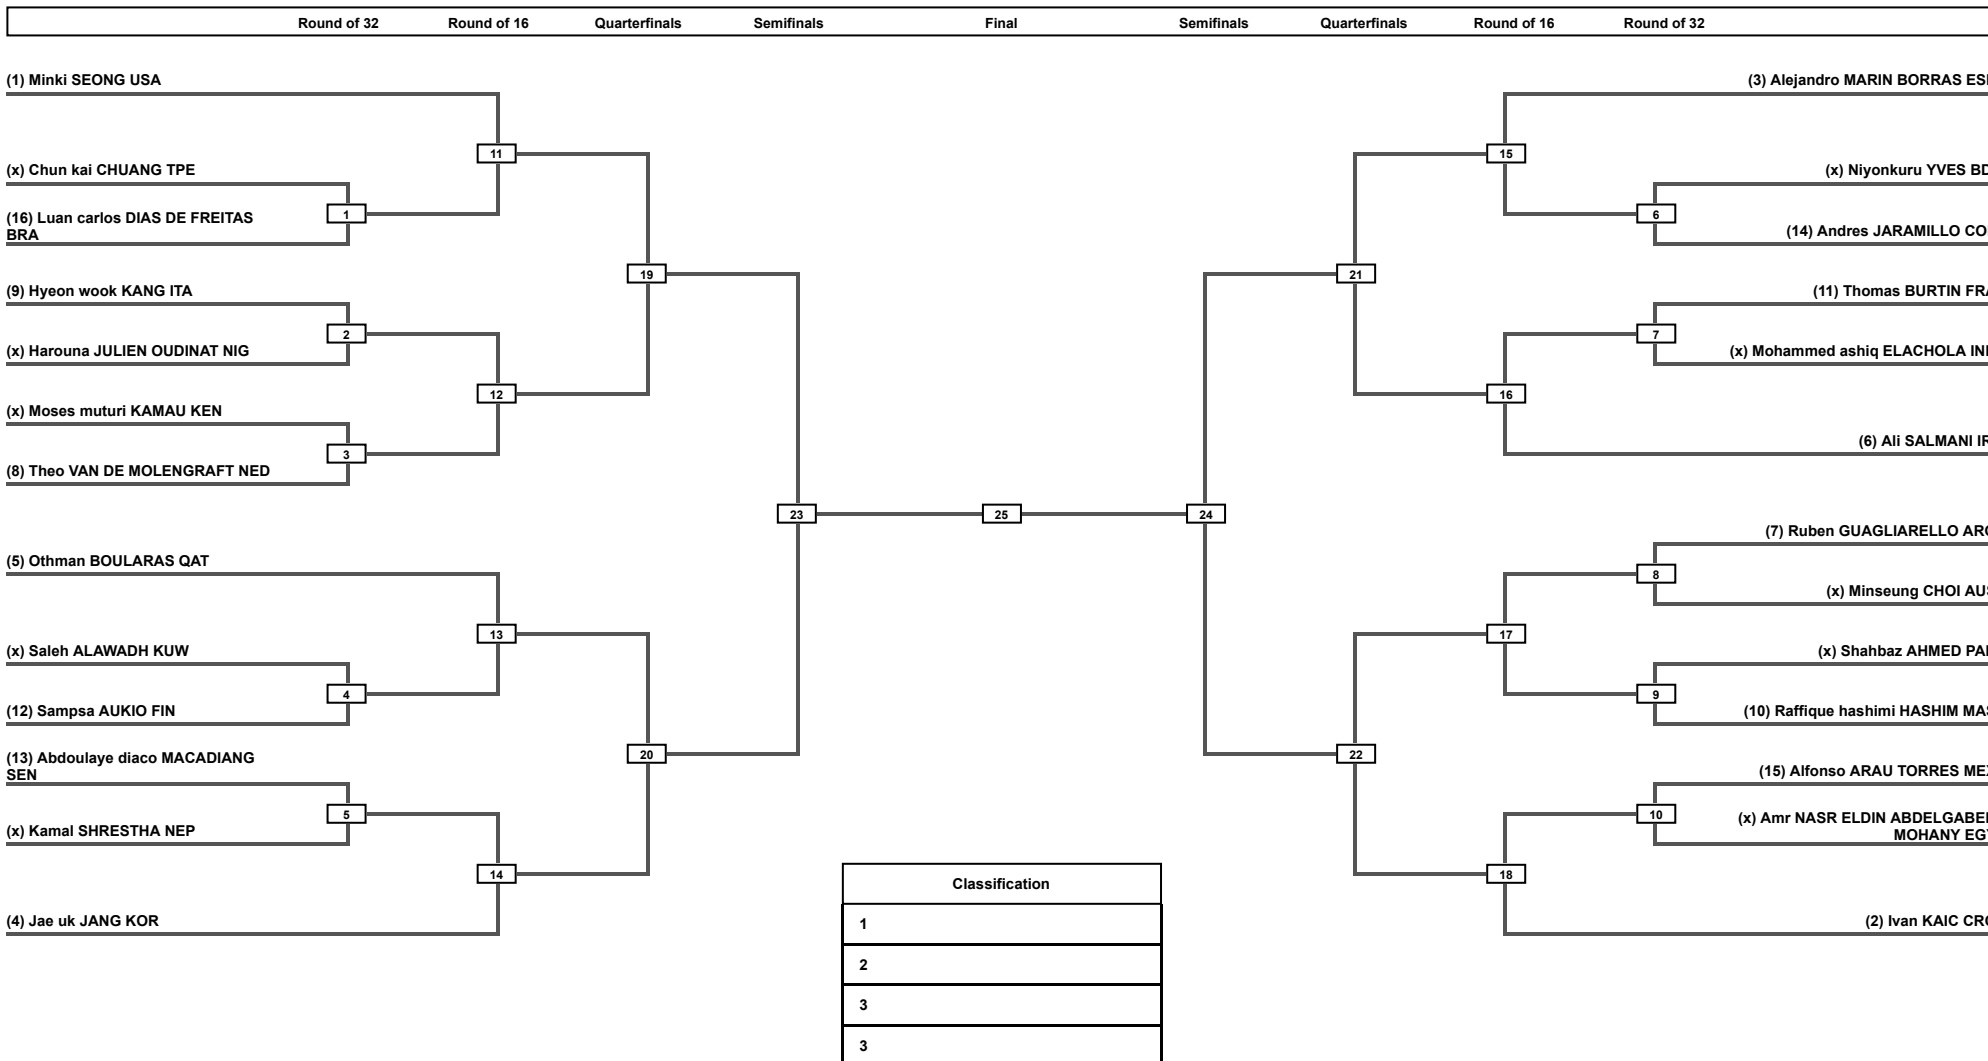 Round of 32 Round of 16 Quarterfinals Semifinals Final Semifinals Quarterfinals Round of 16 Round of 32
(1) Minki SEONG USA
(x) Chun kai CHUANG TPE
(16) Luan carlos DIAS DE FREITAS
BRA
(9) Hyeon wook KANG ITA
(x) Harouna JULIEN OUDINAT NIG
(x) Moses muturi KAMAU KEN
(8) Theo VAN DE MOLENGRAFT NED
(5) Othman BOULARAS QAT
(x) Saleh ALAWADH KUW
(12) Sampsa AUKIO FIN
(13) Abdoulaye diaco MACADIANG
SEN
(x) Kamal SHRESTHA NEP
(4) Jae uk JANG KOR
1
2
3
4
5
11
12
13
14
19
20
23
25
24
21
22
15
16
17
18
6
7
8
9
10
(3) Alejandro MARIN BORRAS
(x) Niyonkuru YVES
(14) Andres JARAMILLO
(11) Thomas BURTIN
(x) Mohammed ashiq ELACHOLA
(6) Ali SALMANI
(7) Ruben GUAGLIARELLO
(x) Minseung CHOI
(x) Shahbaz AHMED
(10) Raffique hashimi HASHIM
(15) Alfonso ARAU TORRES
(x) Amr NASR ELDIN
MOHANY
(2) Ivan KAIC
Classification
1
2
3
3